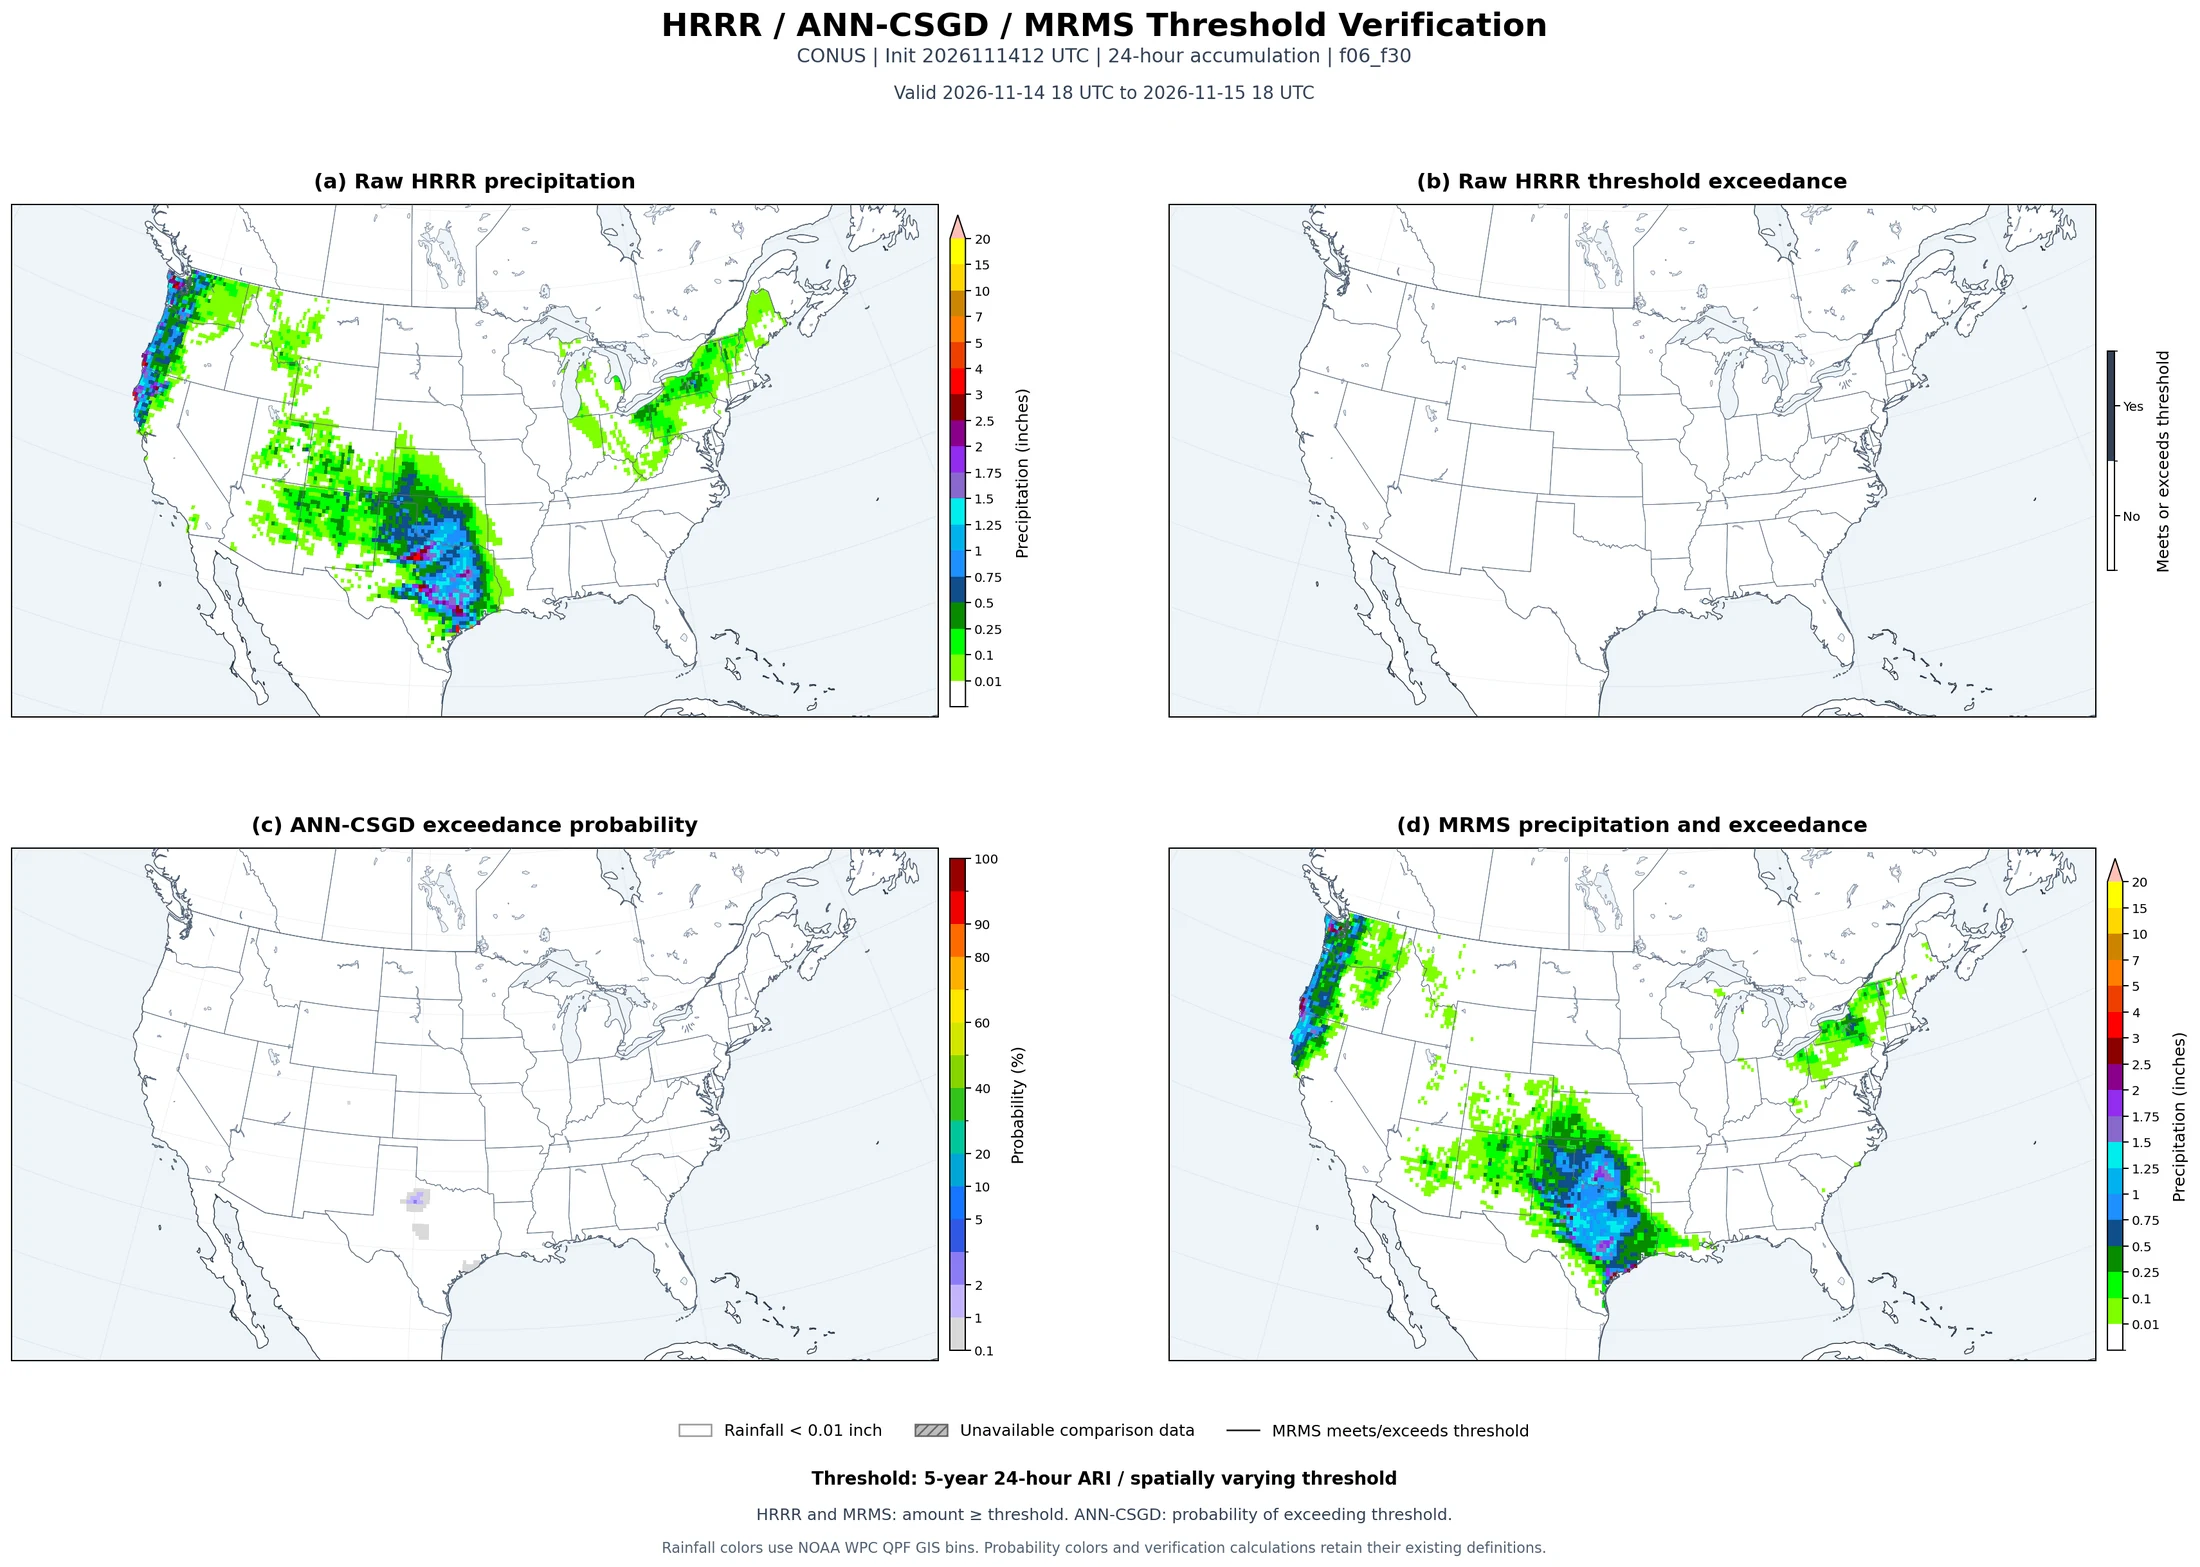 HRRR / ANN-CSGD / MRMS Threshold Verification
CONUS | Init 2026111412 UTC | 24-hour accumulation | f06_f30
Valid 2026-11-14 18 UTC to 2026-11-15 18 UTC
(a) Raw HRRR precipitation
20
15
10
7
5
4
3
2.5
2
1.75
1.5
1.25
1
0.75
0.5
0.25
0.1
0.01
Precipitation (inches)
(b) Raw HRRR threshold exceedance
Yes
No
Meets or exceeds threshold
(c) ANN-CSGD exceedance probability
100
90
80
60
40
20
10
5
2
1
0.1
Probability (%)
(d) MRMS precipitation and exceedance
20
15
10
7
5
4
3
2.5
2
1.75
1.5
1.25
1
0.75
0.5
0.25
0.1
0.01
Precipitation (inches)
Rainfall < 0.01 inch
Unavailable comparison data
MRMS meets/exceeds threshold
Threshold: 5-year 24-hour ARI / spatially varying threshold
HRRR and MRMS: amount ≥ threshold. ANN-CSGD: probability of exceeding threshold.
Rainfall colors use NOAA WPC QPF GIS bins. Probability colors and verification calculations retain their existing definitions.